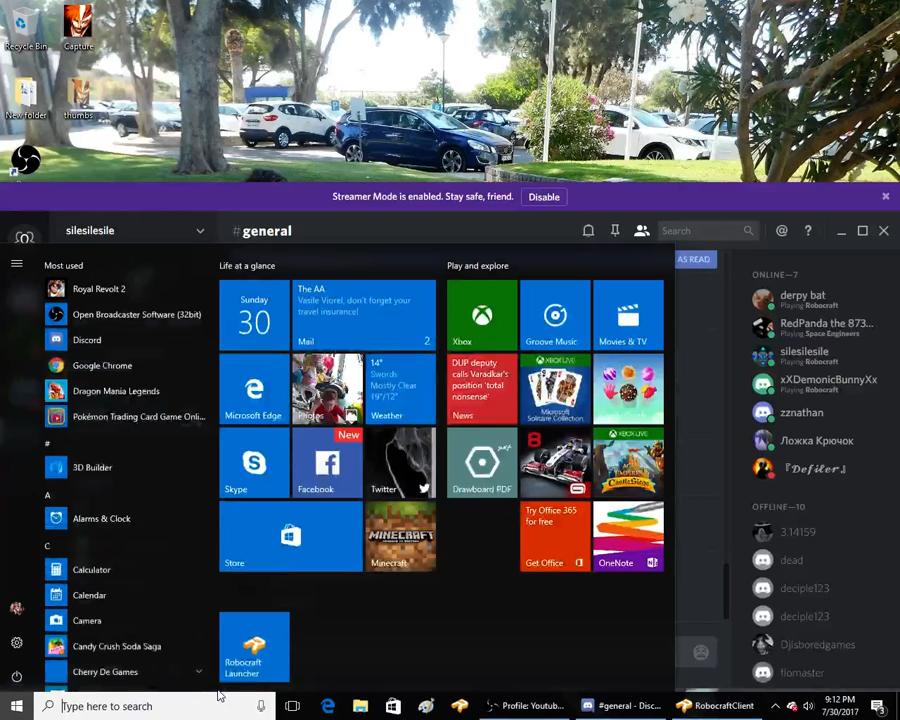 Recycle Bin
Capture
New folder
thumbs
Streamer Mode is enabled. Stay safe, friend.
Disable
silesilesile
#general
Search
AS READ
Most used
Royal Revolt 2
Open Broadcaster Software (32bit)
Discord
Google Chrome
Dragon Mania Legends
Pokémon Trading Card Game Onli...
#
3D Builder
A
Alarms & Clock
C
Calculator
Calendar
Camera
Candy Crush Soda Saga
Cherry De Games
Life at a glance
Sunday
30
The AA
Vasile Viorel, don't forget your
travel insurance!
Mail
2
Microsoft Edge
Photos
14°
Swords
Mostly Clear
19°/12°
Weather
Skype
New
Facebook
Twitter
Store
MINECRAFT
Minecraft
Robocraft
Launcher
Play and explore
Xbox
Groove Music
Movies & TV
DUP deputy
calls Varadkar's
position 'total
nonsense'
News
XBOX LIVE
Microsoft
Solitaire Collection
Drawboard PDF
8
XBOX LIVE
CastleSiege
Try Office 365
for free
Get Office
OneNote
ONLINE—7
derpy bat
Playing Robocraft
RedPanda the 873...
Playing Space Engineers
silesilesile
Playing Robocraft
xXDemonicBunnyXx
Playing Robocraft
zznathan
Ложка Крючок
『𝓓𝓮𝓯𝓲𝓵𝓮𝓻』
OFFLINE—10
3.14159
dead
deciple123
deciple123
Djisboredgames
flomaster
Type here to search
Profile: Youtub...
#general - Disc...
RobocraftClient
9:12 PM
7/30/2017
3